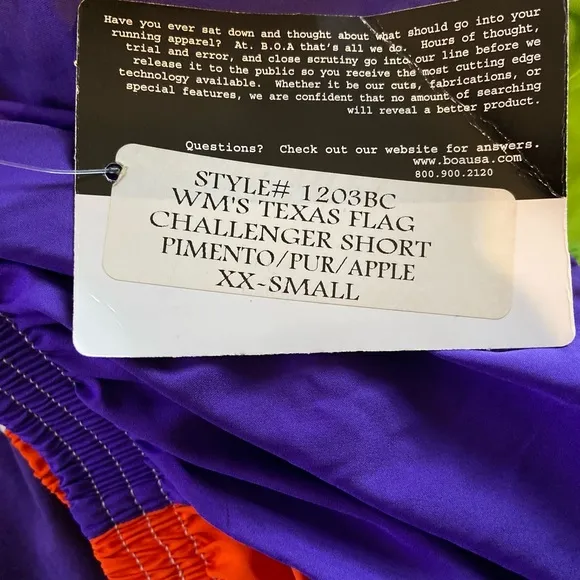 Have you ever sat down and thought about what should go into your
running apparel? At. B.O.A that's all we do. Hours of thought,
trial and error, and close scrutiny go into our line before we
release it to the public so you receive the most cutting edge
technology available. Whether it be our cuts, fabrications, or
special features, we are confident that no amount of searching
will reveal a better product.
Questions? Check out our website for answers.
www.boausa.com
800.900.2120
STYLE# 1203BC
WM'S TEXAS FLAG
CHALLENGER SHORT
PIMENTO/PUR/APPLE
XX-SMALL